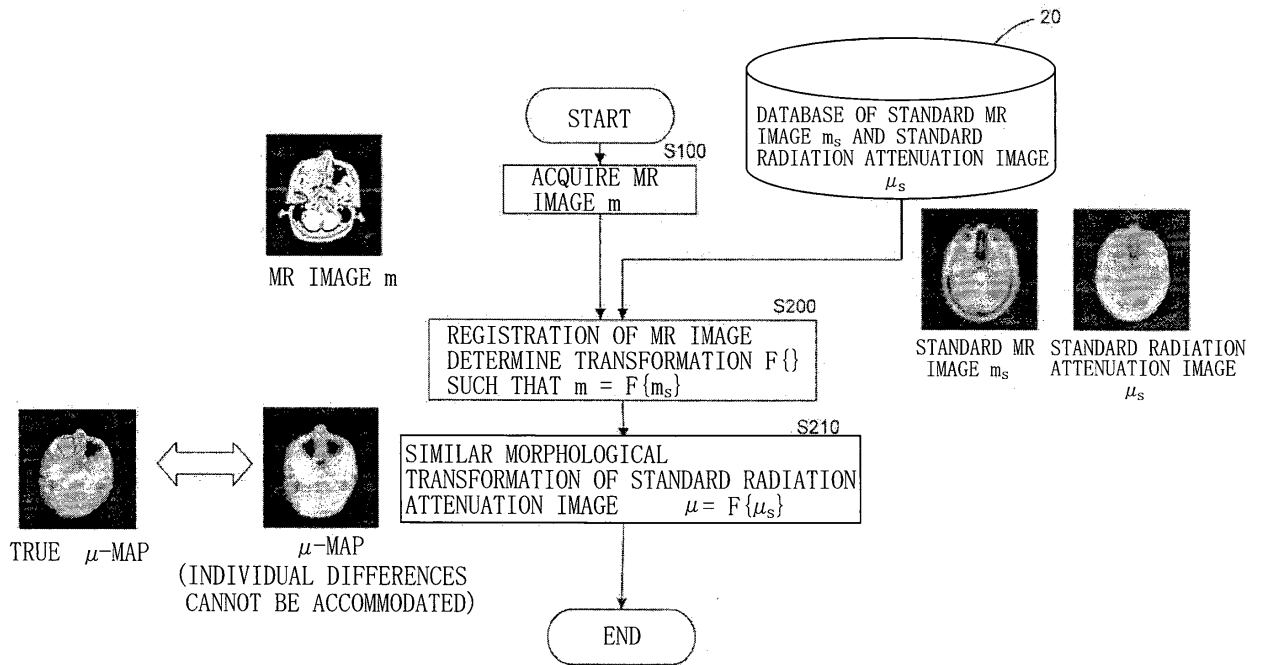 20
START
DATABASE OF STANDARD MR
IMAGE mₛ AND STANDARD
RADIATION ATTENUATION IMAGE
μₛ
S100
ACQUIRE MR
IMAGE m
MR IMAGE m
S200
REGISTRATION OF MR IMAGE
DETERMINE TRANSFORMATION F{}
SUCH THAT m = F{mₛ}
STANDARD MR
IMAGE mₛ
STANDARD RADIATION
ATTENUATION IMAGE
μₛ
S210
SIMILAR MORPHOLOGICAL
TRANSFORMATION OF STANDARD RADIATION
ATTENUATION IMAGE μ = F{μₛ}
TRUE μ-MAP
μ-MAP
(INDIVIDUAL DIFFERENCES
CANNOT BE ACCOMMODATED)
END